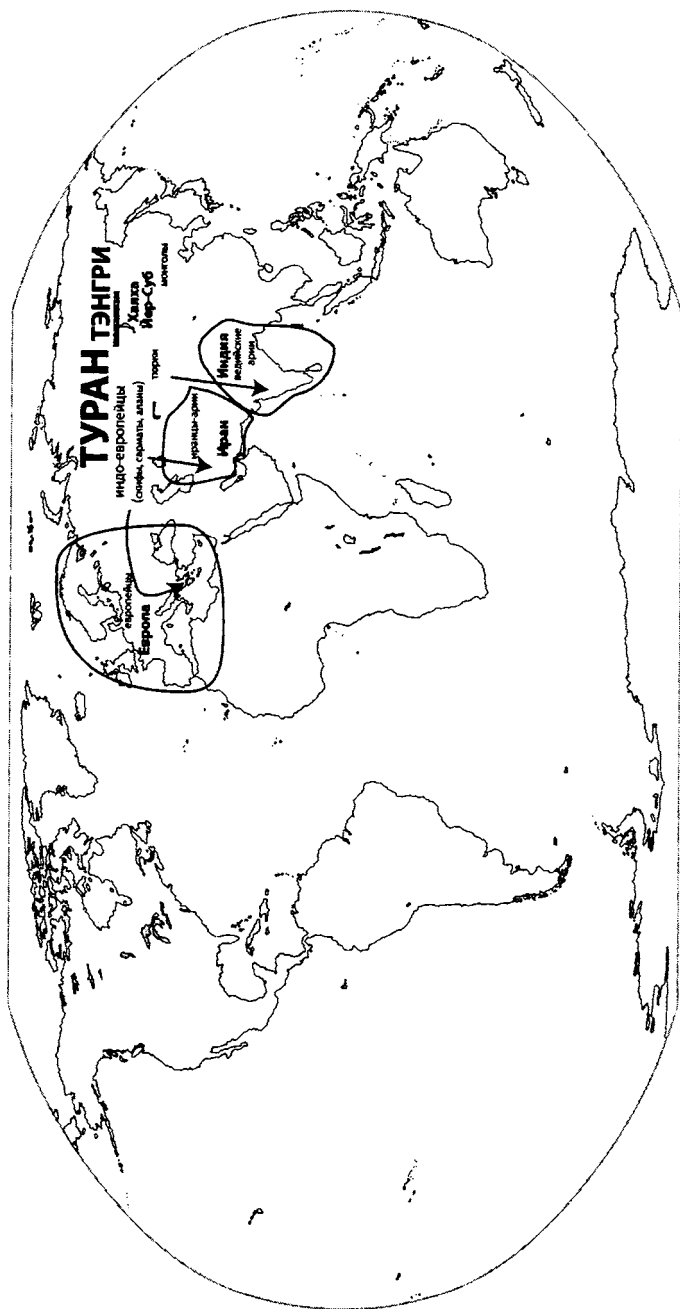 ТУРАН ТЭНГРИ
Халха
Йер-Суб
монголы
индо-европейцы
(скифы, сарматы, аланы)
тюрки
европейцы
Европа
иранцы-арии
Иран
Индия
ведийские
арии